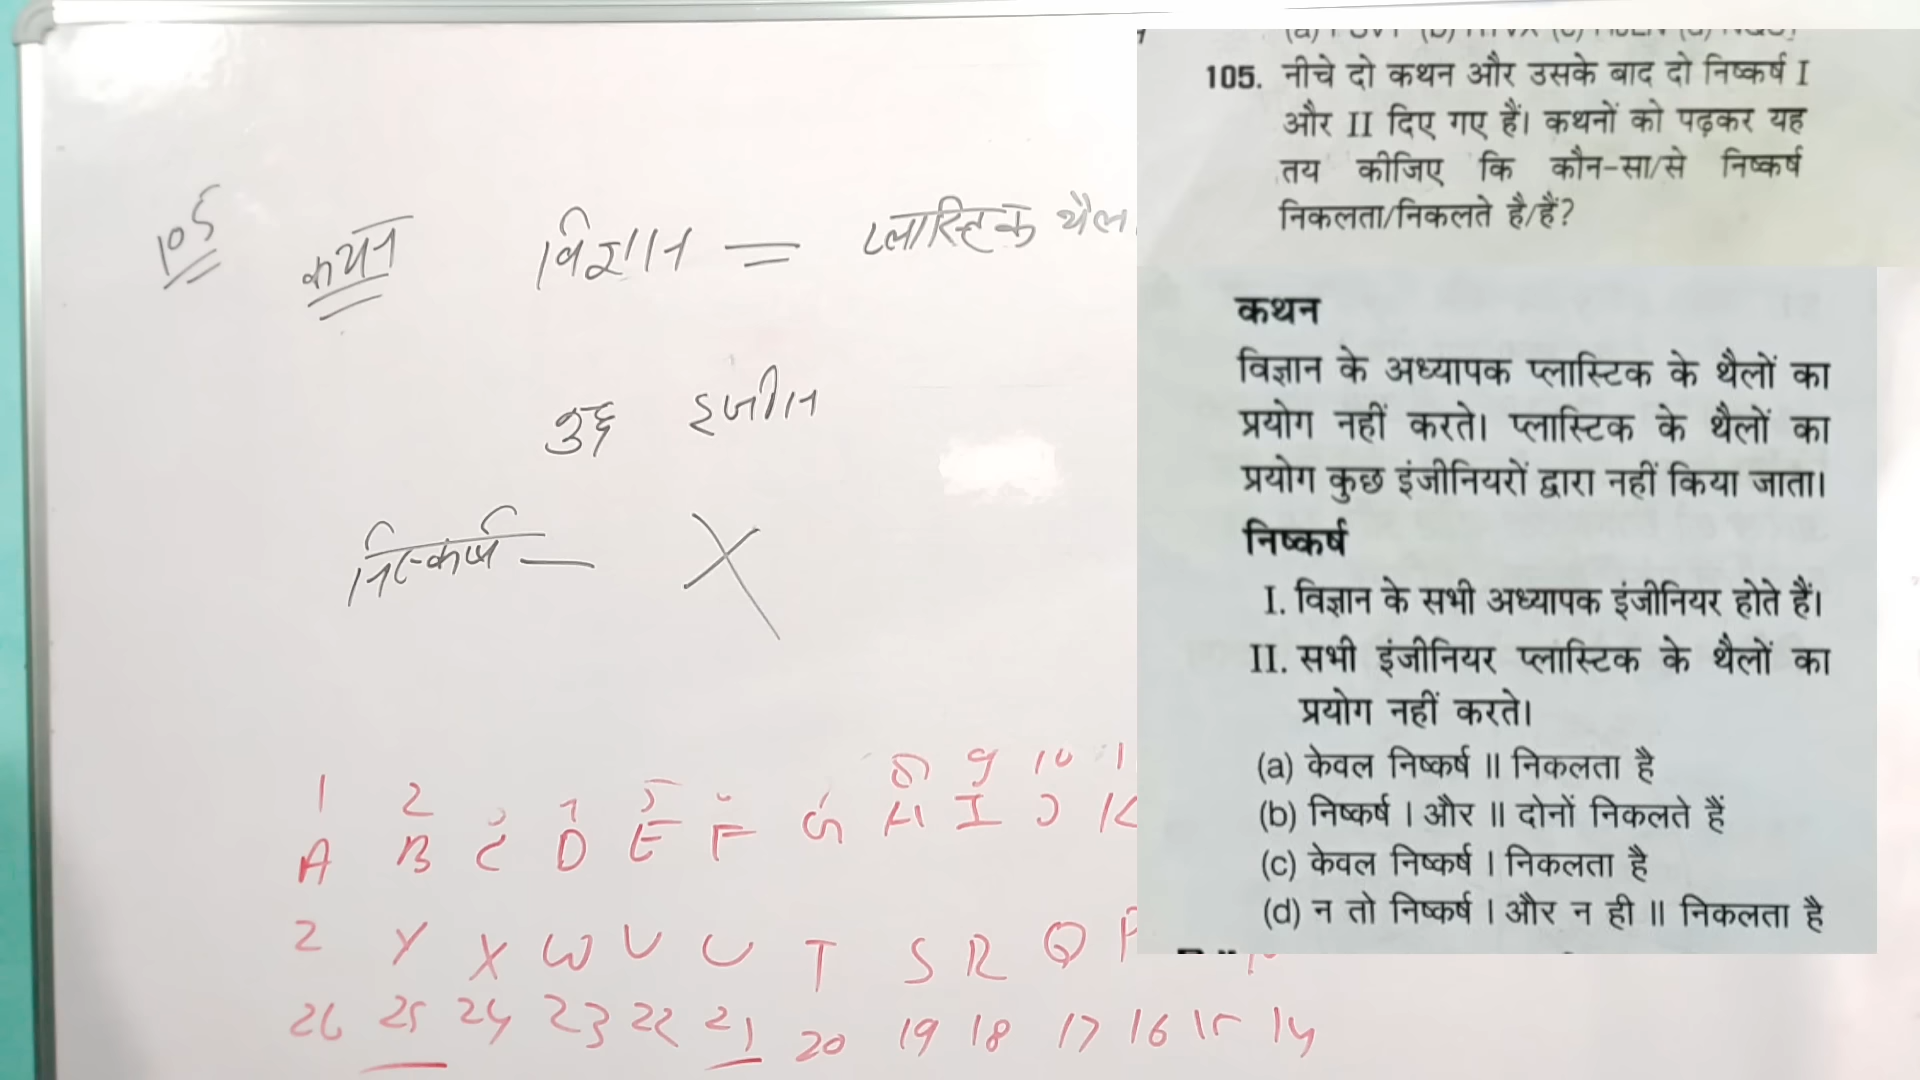 105. नीचे दो कथन और उसके बाद दो निष्कर्ष I
और II दिए गए हैं। कथनों को पढ़कर यह
तय कीजिए कि कौन-सा/से निष्कर्ष
निकलता/निकलते है/हैं?
कथन
विज्ञान के अध्यापक प्लास्टिक के थैलों का
प्रयोग नहीं करते। प्लास्टिक के थैलों का
प्रयोग कुछ इंजीनियरों द्वारा नहीं किया जाता।
निष्कर्ष
I. विज्ञान के सभी अध्यापक इंजीनियर होते हैं।
II. सभी इंजीनियर प्लास्टिक के थैलों का
प्रयोग नहीं करते।
(a) केवल निष्कर्ष II निकलता है
(b) निष्कर्ष I और II दोनों निकलते हैं
(c) केवल निष्कर्ष I निकलता है
(d) न तो निष्कर्ष I और न ही II निकलता है
105 कथन विज्ञान = प्लास्टिक थैल
कुछ
निष्कर्ष —
1 2 5 8 9 10 1
A B C D E F G H I J K
Z Y X W V U T S R Q P
26 25 24 23 22 21 20 19 18 17 16 15 14